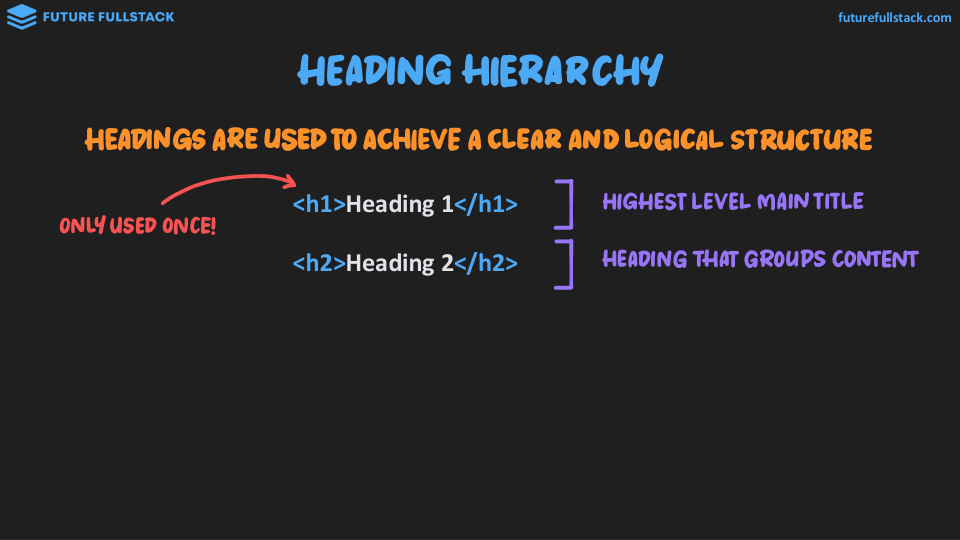 FUTURE FULLSTACK
futurefullstack.com
HEADING HIERARCHY
HEADINGS ARE USED TO ACHIEVE A CLEAR AND LOGICAL STRUCTURE
<h1>Heading 1</h1>
HIGHEST LEVEL MAIN TITLE
ONLY USED ONCE!
<h2>Heading 2</h2>
HEADING THAT GROUPS CONTENT